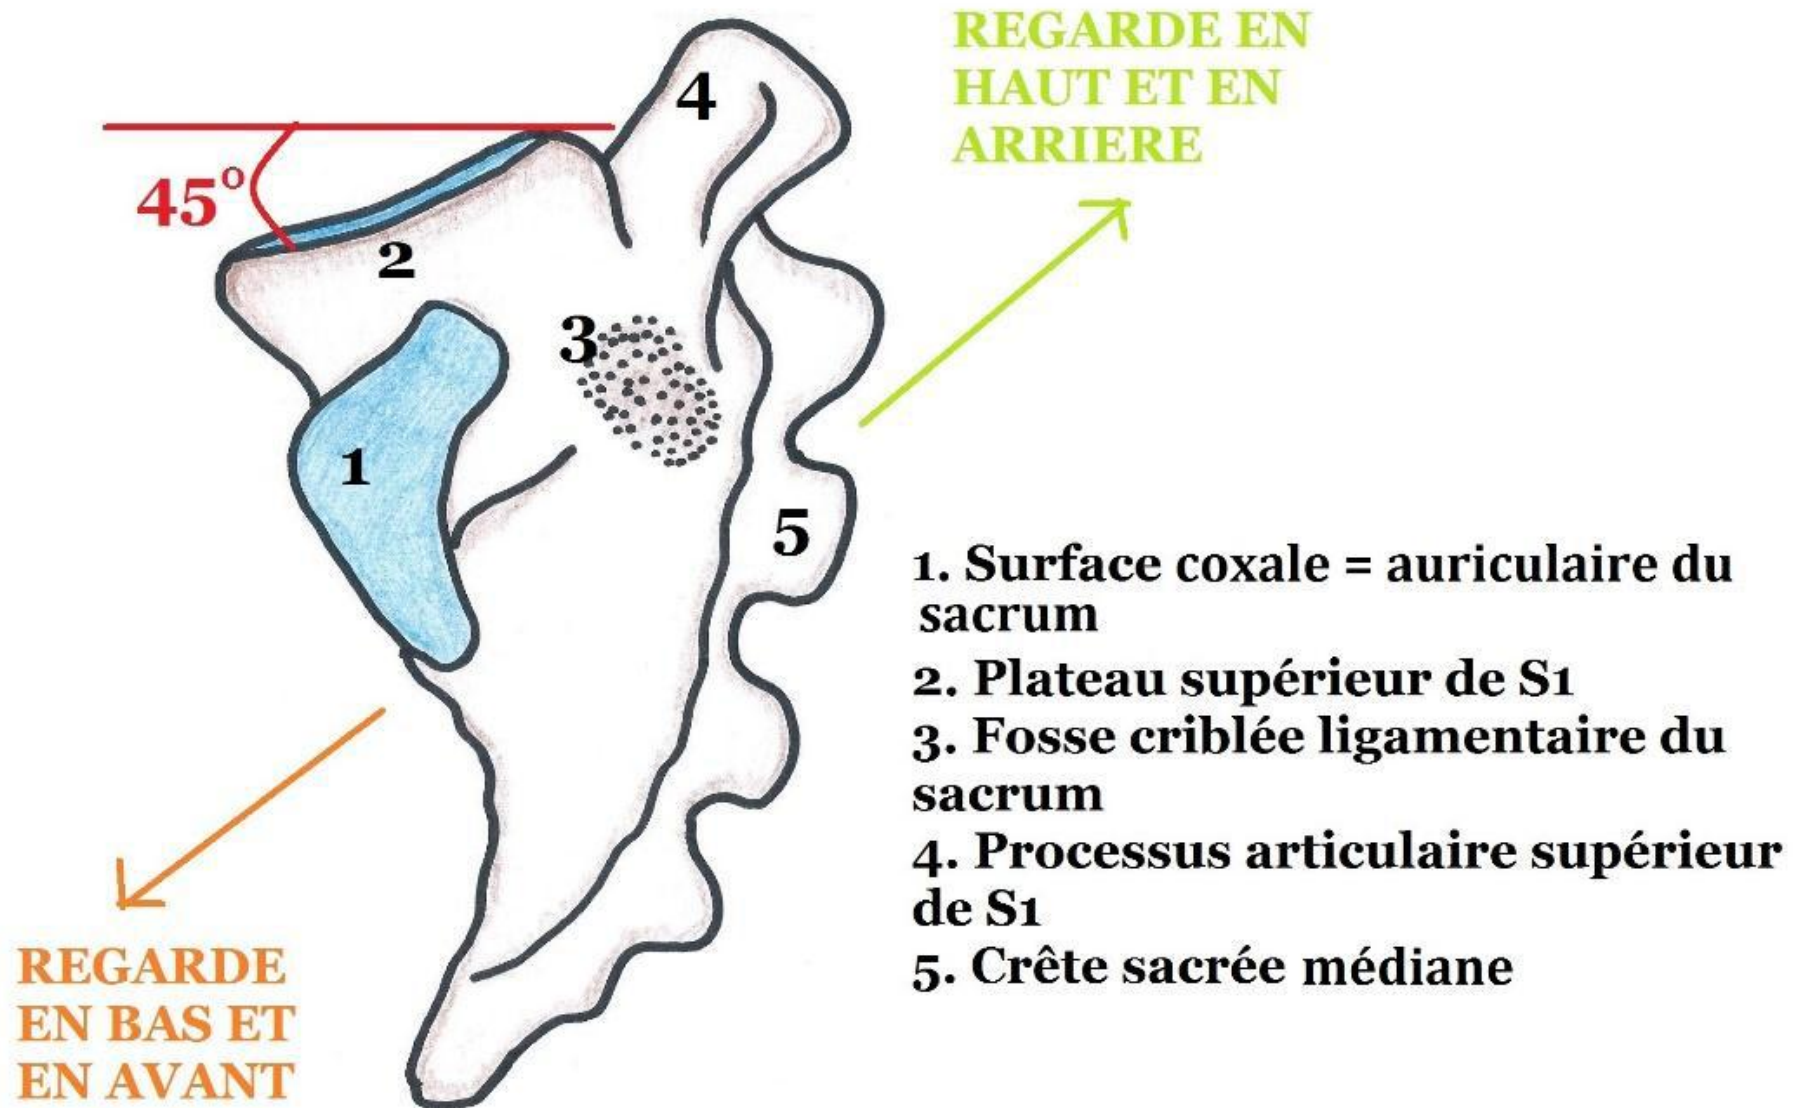 REGARDE EN
HAUT ET EN
ARRIERE
4
45°
2
3
1
5
1. Surface coxale = auriculaire du
sacrum
2. Plateau supérieur de S1
3. Fosse criblée ligamentaire du
sacrum
4. Processus articulaire supérieur
de S1
5. Crête sacrée médiane
REGARDE
EN BAS ET
EN AVANT